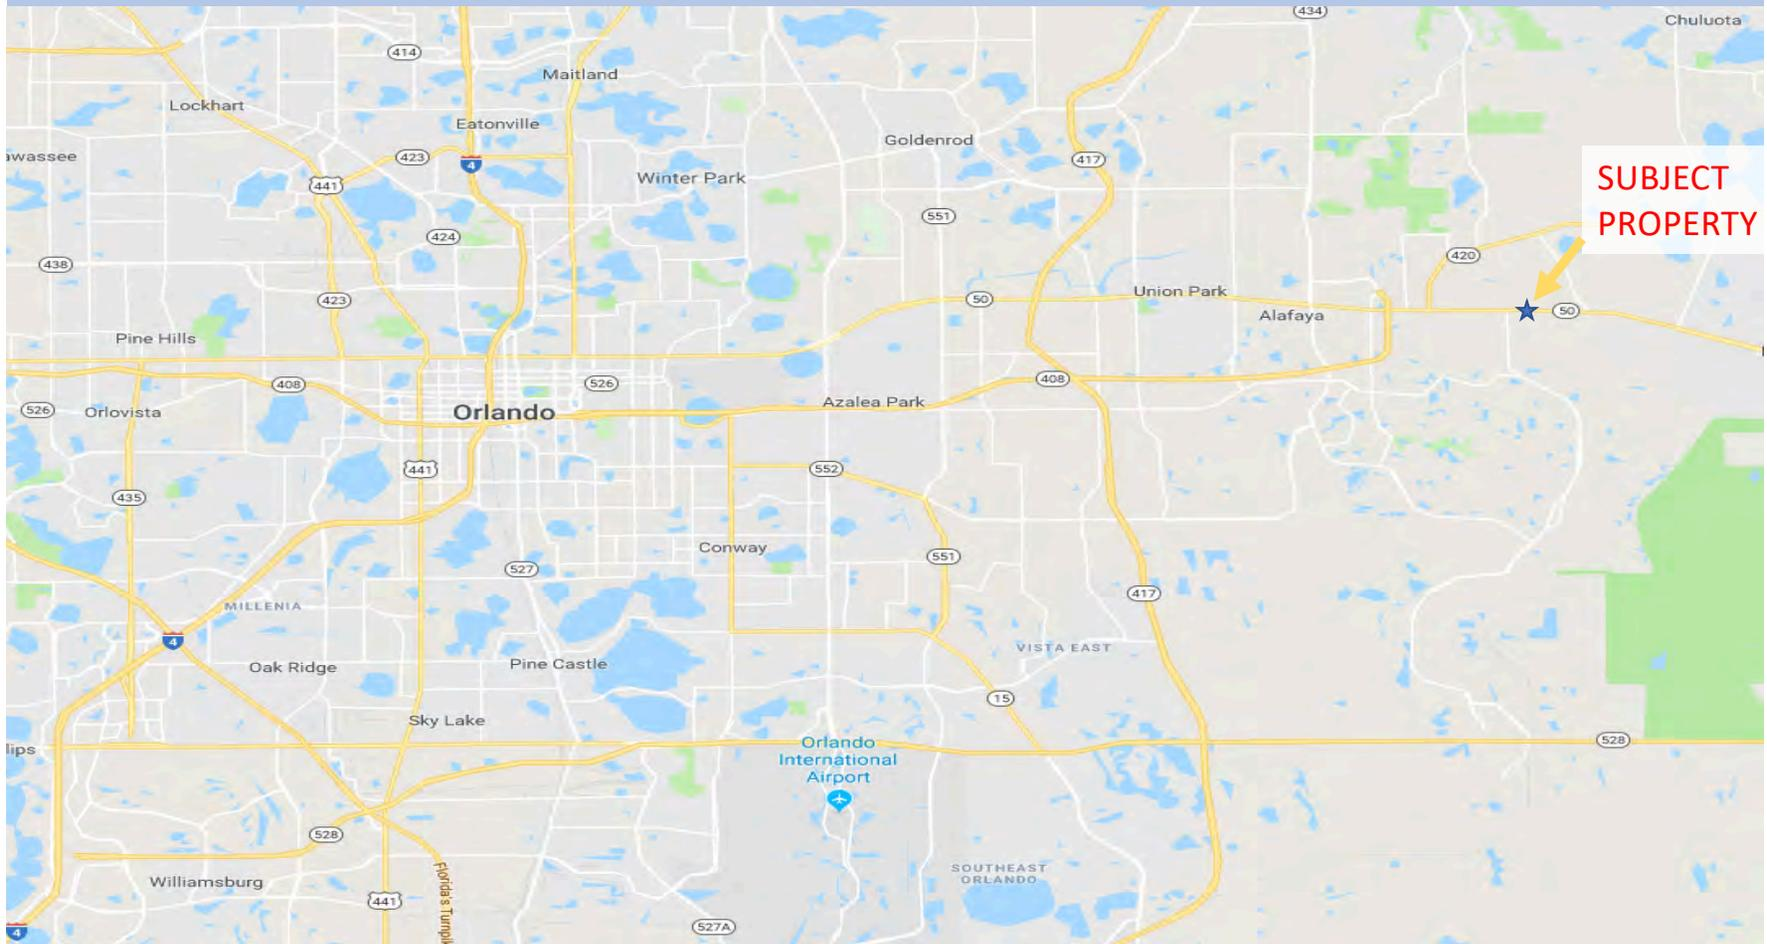 434
Chuluota
414
Maitland
Lockhart
Eatonville
Goldenrod
awassee
423
4
417
Winter Park
441
SUBJECT
PROPERTY
551
424
420
438
423
50
Union Park
Alafaya
50
Pine Hills
408
526
408
526
Orlovista
Orlando
Azalea Park
441
552
435
Conway
551
527
417
MILLENIA
4
VISTA EAST
Oak Ridge
Pine Castle
15
Sky Lake
lips
Orlando
International
Airport
528
528
Williamsburg
SOUTHEAST
ORLANDO
441
Florida's Turnpik
527A
4